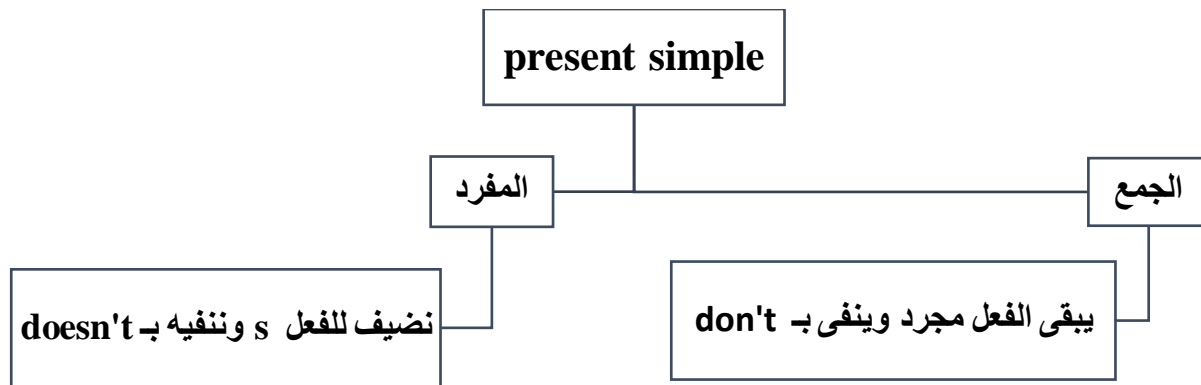 present simple
الجمع
المفرد
يبقى الفعل مجرد وينفى بـ don't
نضيف للفعل s وننفيه بـ doesn't